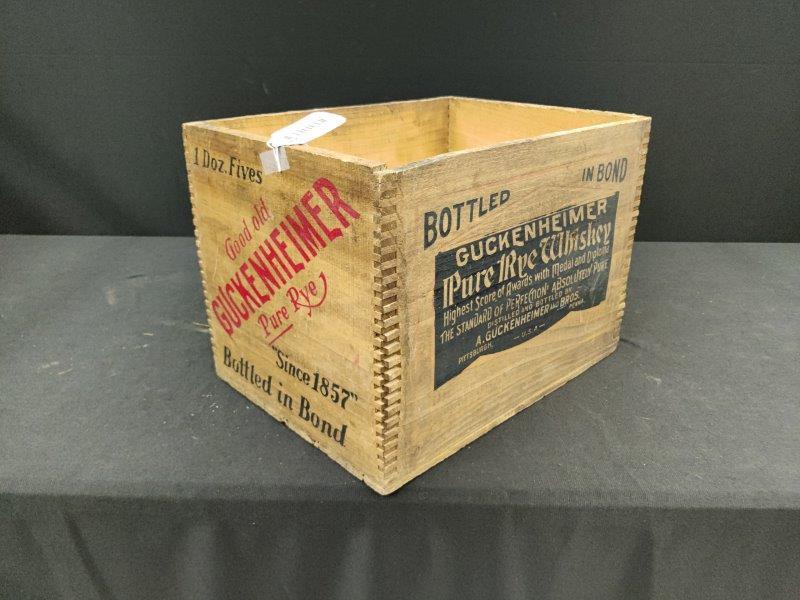 1 Doz. Fives
Good old
GUCKENHEIMER
Pure Rye
"Since 1857"
Bottled in Bond
BOTTLED IN BOND
GUCKENHEIMER
Pure Rye Whiskey
Highest Score of Awards with Medal and Diploma
THE STANDARD OF PERFECTION. ABSOLUTELY PURE
DISTILLED AND BOTTLED BY
A. GUCKENHEIMER AND BROS.
PITTSBURGH, U.S.A. PENNA.